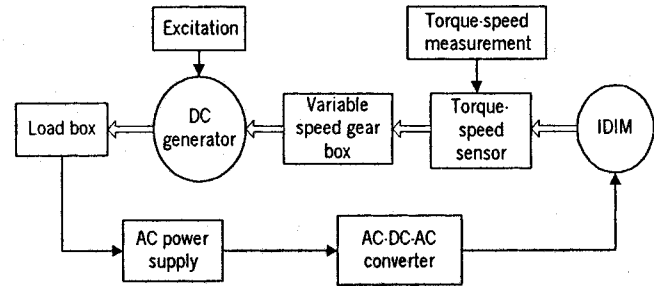 Excitation
Torque-speed
measurement
Load box
DC
generator
Variable
speed gear
box
Torque-
speed
sensor
IDIM
AC power
supply
AC-DC-AC
converter